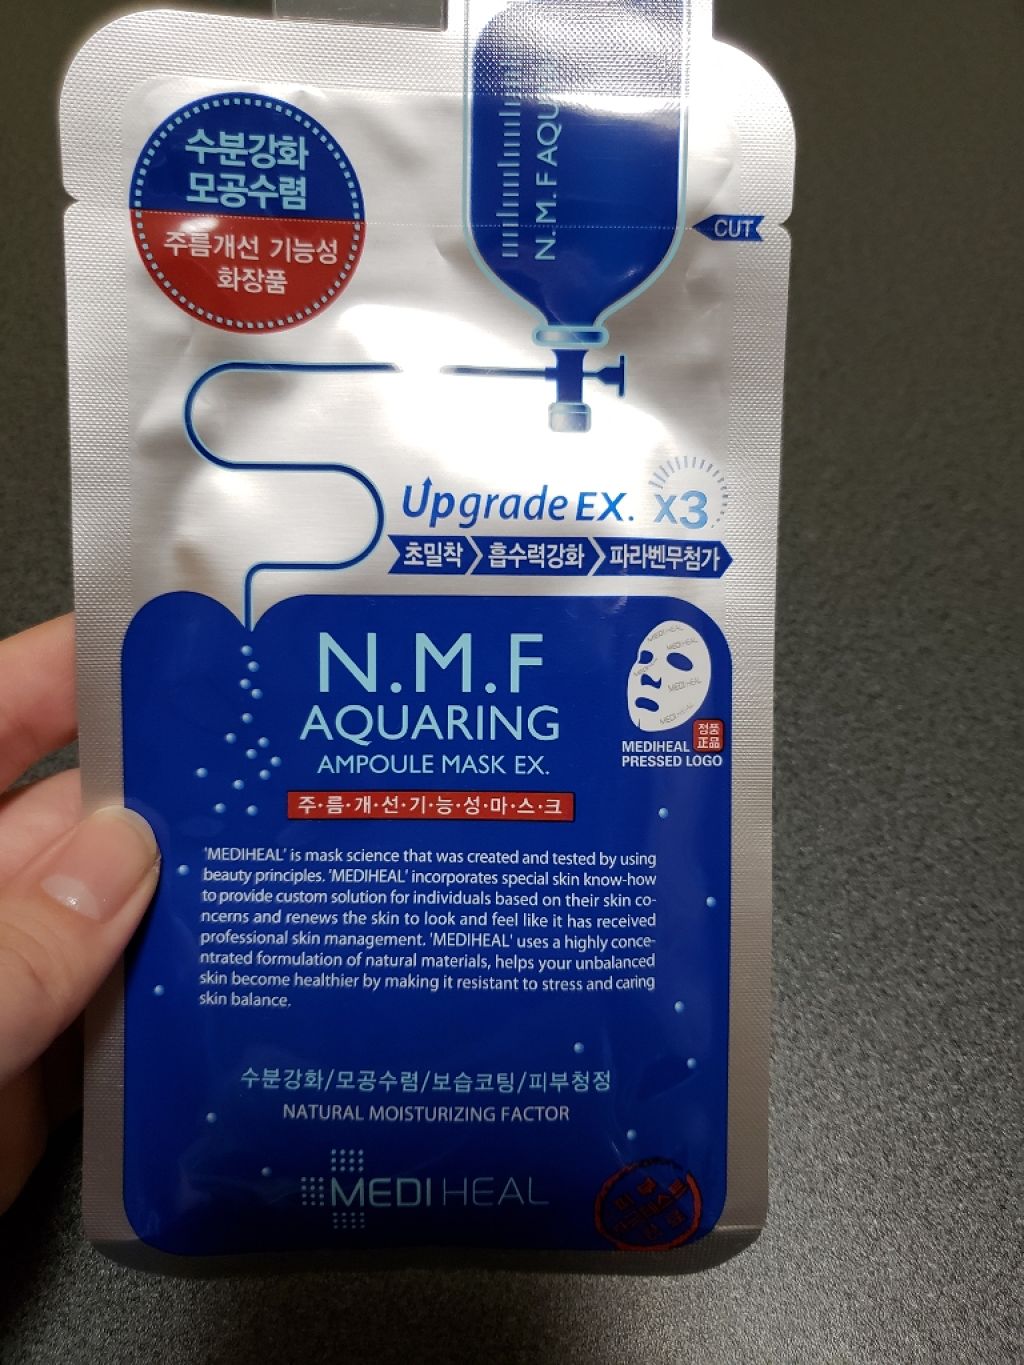 수분강화
모공수렴
주름개선 기능성
화장품
N.M.F AQU
CUT
Upgrade EX. X3
초밀착 흡수력강화 파라벤무첨가
N.M.F
AQUARING
AMPOULE MASK EX.
주·름·개·선·기·능·성·마·스·크
MEDIHEAL
MEDIHEAL
MEDIHEAL
MEDIHEAL
정품
正品
MEDIHEAL
PRESSED LOGO
'MEDIHEAL' is mask science that was created and tested by using
beauty principles. 'MEDIHEAL' incorporates special skin know-how
to provide custom solution for individuals based on their skin co-
ncerns and renews the skin to look and feel like it has received
professional skin management. 'MEDIHEAL' uses a highly conce-
ntrated formulation of natural materials, helps your unbalanced
skin become healthier by making it resistant to stress and caring
skin balance.
수분강화/모공수렴/보습코팅/피부청정
NATURAL MOISTURIZING FACTOR
MEDIHEAL
피 부